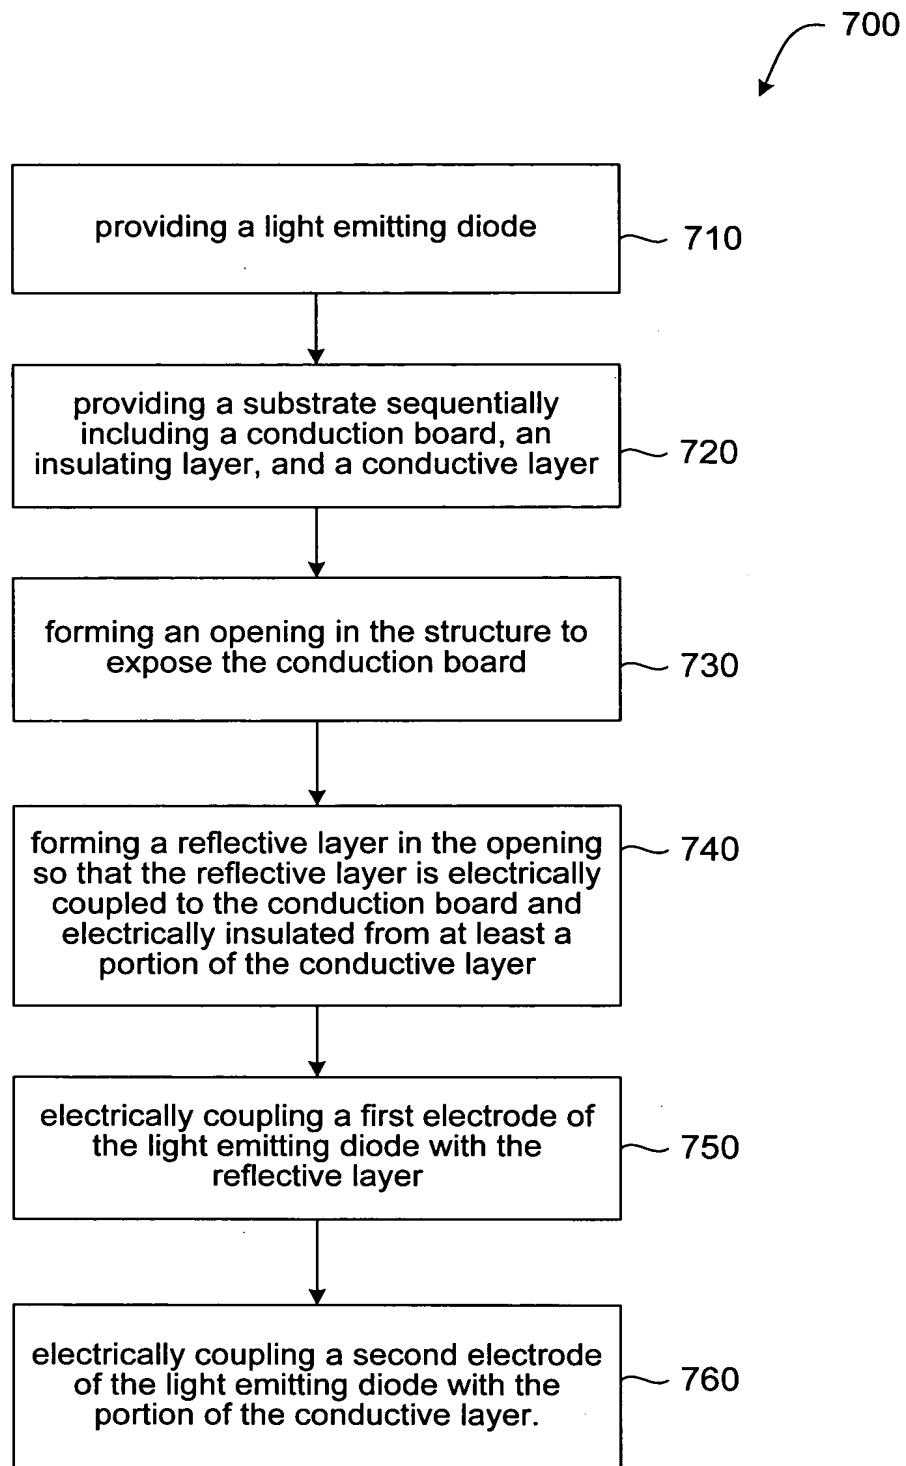 700
providing a light emitting diode
710
providing a substrate sequentially
including a conduction board, an
insulating layer, and a conductive layer
720
forming an opening in the structure to
expose the conduction board
730
forming a reflective layer in the opening
so that the reflective layer is electrically
coupled to the conduction board and
electrically insulated from at least a
portion of the conductive layer
740
electrically coupling a first electrode of
the light emitting diode with the
reflective layer
750
electrically coupling a second electrode
of the light emitting diode with the
portion of the conductive layer.
760